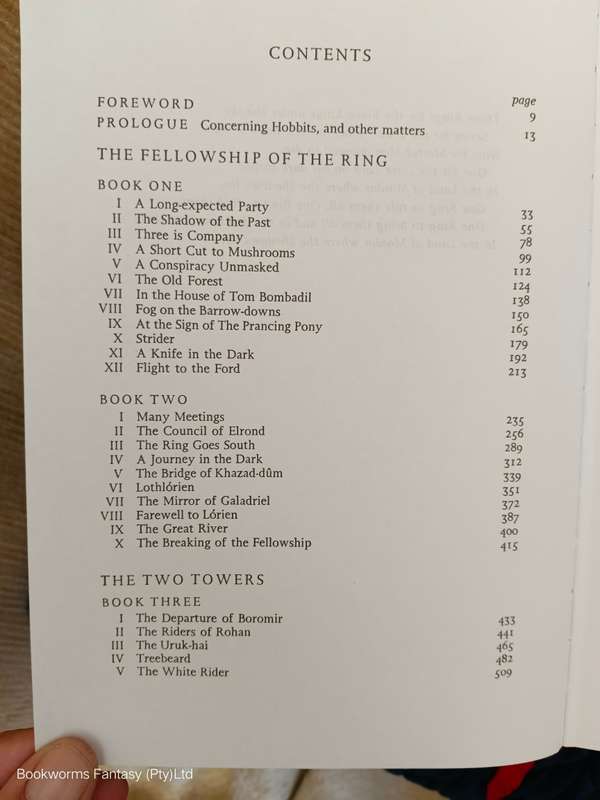 CONTENTS
page
FOREWORD 9
PROLOGUE Concerning Hobbits, and other matters 13
THE FELLOWSHIP OF THE RING
BOOK ONE
I A Long-expected Party 33
II The Shadow of the Past 55
III Three is Company 78
IV A Short Cut to Mushrooms 99
V A Conspiracy Unmasked 112
VI The Old Forest 124
VII In the House of Tom Bombadil 138
VIII Fog on the Barrow-downs 150
IX At the Sign of The Prancing Pony 165
X Strider 179
XI A Knife in the Dark 192
XII Flight to the Ford 213
BOOK TWO
I Many Meetings 235
II The Council of Elrond 256
III The Ring Goes South 289
IV A Journey in the Dark 312
V The Bridge of Khazad-dûm 339
VI Lothlórien 351
VII The Mirror of Galadriel 372
VIII Farewell to Lórien 387
IX The Great River 400
X The Breaking of the Fellowship 415
THE TWO TOWERS
BOOK THREE
I The Departure of Boromir 433
II The Riders of Rohan 441
III The Uruk-hai 465
IV Treebeard 482
V The White Rider 509
Bookworms Fantasy (Pty)Ltd